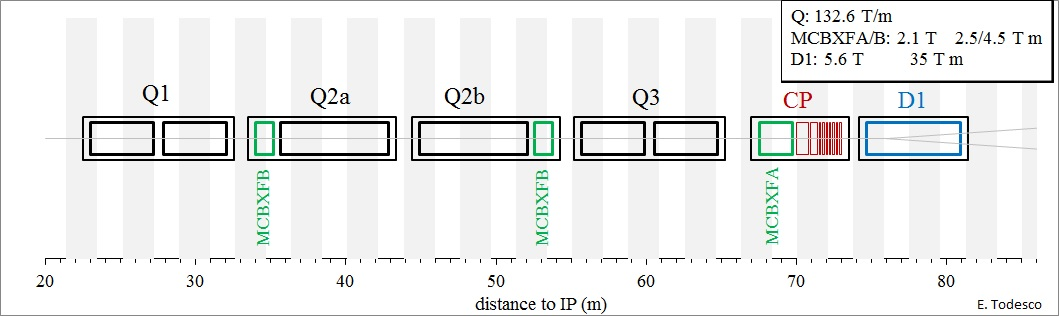 Q: 132.6 T/m
MCBXFA/B: 2.1 T 2.5/4.5 T m
D1: 5.6 T 35 T m
Q1
Q2a
Q2b
Q3
CP
D1
MCBXFB
MCBXFB
MCBXFA
20 30 40 50 60 70 80
distance to IP (m)
E. Todesco